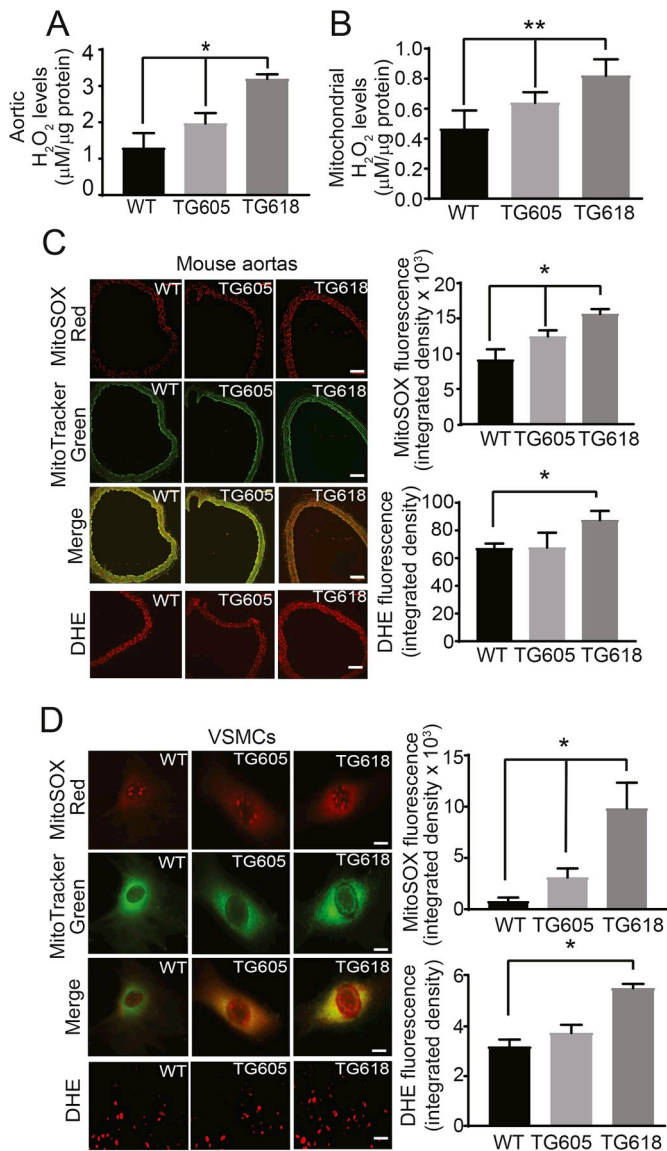 A
*
Aortic
H₂O₂ levels
(μM/μg protein)
4
3
2
1
0
WT TG605 TG618
B
**
Mitochondrial
H₂O₂ levels
(μM/μg protein)
1.0
0.8
0.6
0.4
0.2
0.0
WT TG605 TG618
C
Mouse aortas
MitoSOX
Red
WT TG605 TG618
MitoTracker
Green
WT TG605 TG618
Merge
WT TG605 TG618
DHE
WT TG605 TG618
*
MitoSOX fluorescence
(integrated density x 10³)
20
15
10
5
0
WT TG605 TG618
*
DHE fluorescence
(integrated density)
100
80
60
40
20
0
WT TG605 TG618
D
VSMCs
MitoSOX
Red
WT TG605 TG618
MitoTracker
Green
WT TG605 TG618
Merge
WT TG605 TG618
DHE
WT TG605 TG618
*
MitoSOX fluorescence
(integrated density x 10³)
15
10
5
0
WT TG605 TG618
*
DHE fluorescence
(integrated density)
6
4
2
0
WT TG605 TG618